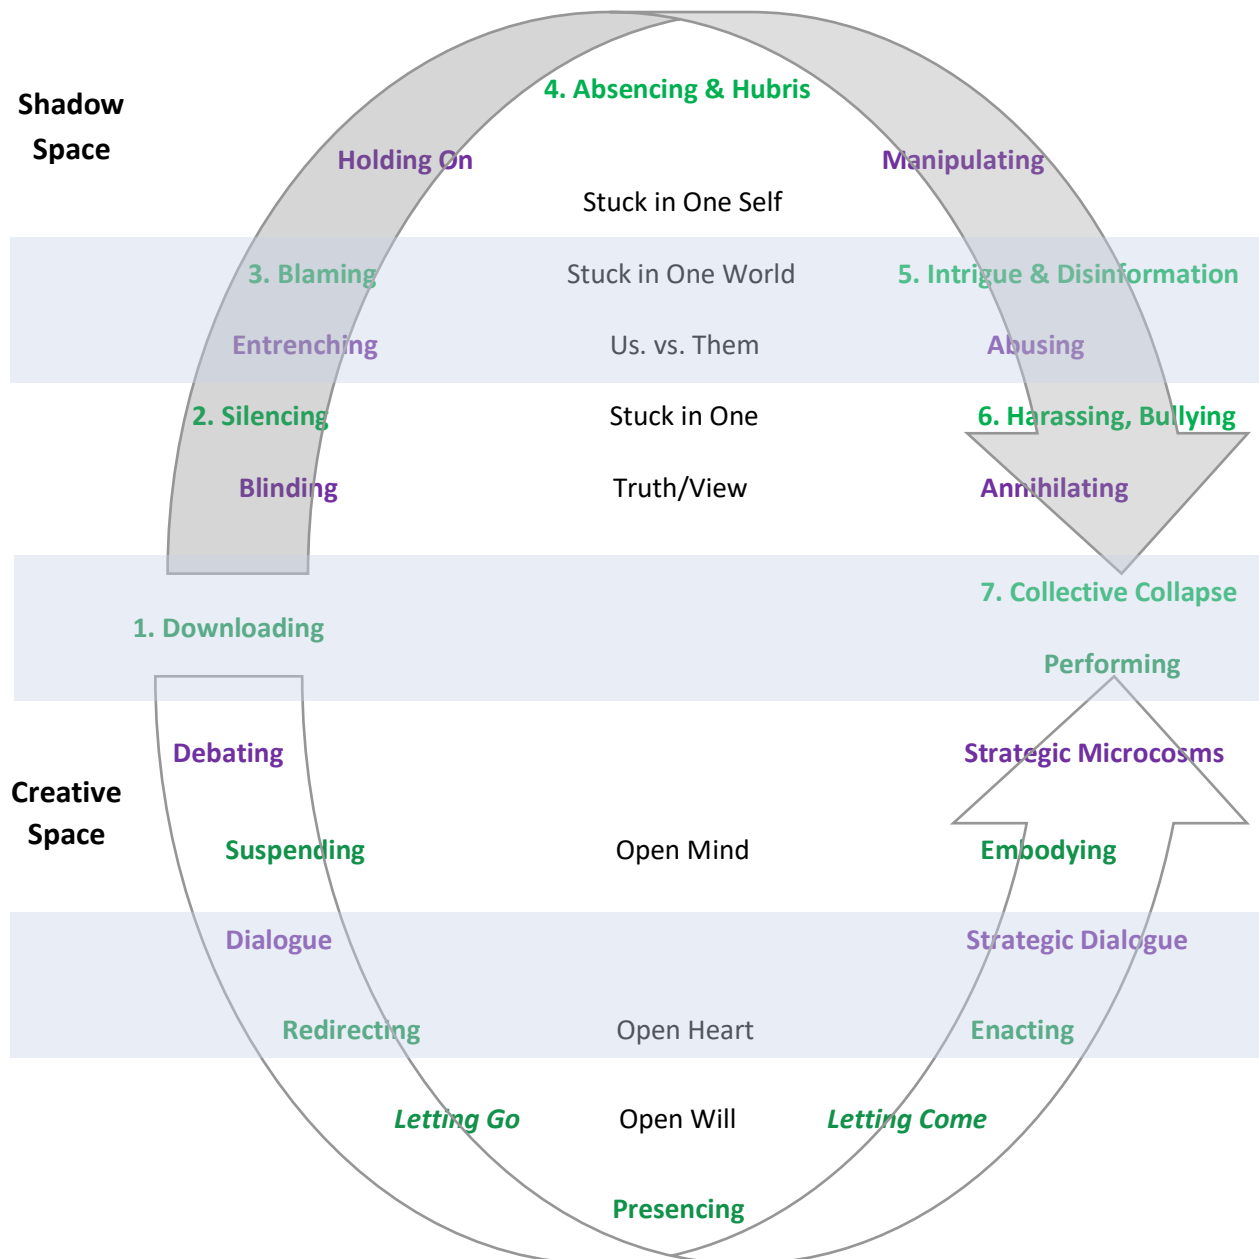 4. Absencing & Hubris
Shadow
Space
Holding On
Manipulating
Stuck in One Self
3. Blaming
Stuck in One World
5. Intrigue & Disinformation
Entrenching
Us. vs. Them
Abusing
2. Silencing
Stuck in One
6. Harassing, Bullying
Blinding
Truth/View
Annihilating
7. Collective Collapse
1. Downloading
Performing
Debating
Strategic Microcosms
Creative
Space
Suspending
Open Mind
Embodying
Dialogue
Strategic Dialogue
Redirecting
Open Heart
Enacting
Letting Go
Open Will
Letting Come
Presencing